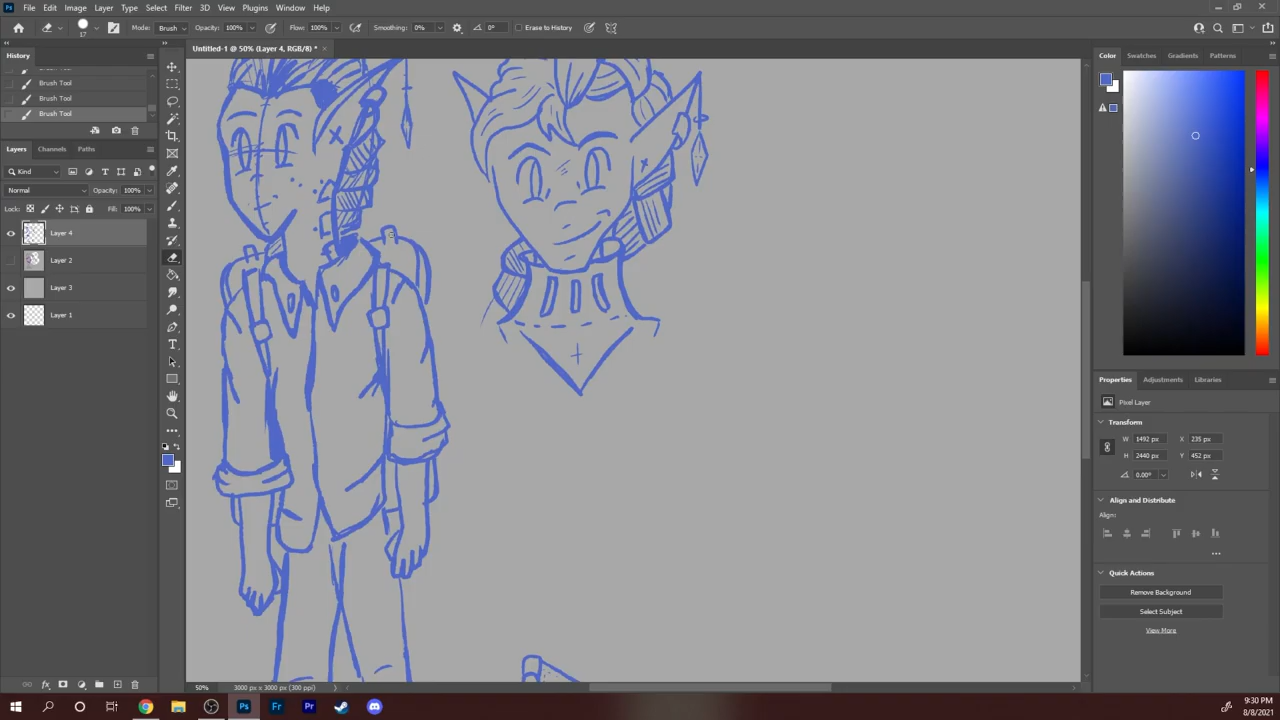 File Edit Image Layer Type Select Filter 3D View Plugins Window Help
17 Mode: Brush Opacity: 100% Flow: 100% Smoothing: 0% 0° Erase to History
Untitled-1 @ 50% (Layer 4, RGB/8) *
History
Brush Tool
Brush Tool
Brush Tool
Layers Channels Paths
Kind
Normal Opacity: 100%
Lock: Fill: 100%
Layer 4
Layer 2
Layer 3
Layer 1
Color Swatches Gradients Patterns
Properties Adjustments Libraries
Pixel Layer
Transform
W 1492 px X 235 px
H 2440 px Y 452 px
0.00°
Align and Distribute
Align:
Quick Actions
Remove Background
Select Subject
View More
50% 3000 px x 3000 px (300 ppi)
9:30 PM
8/8/2021